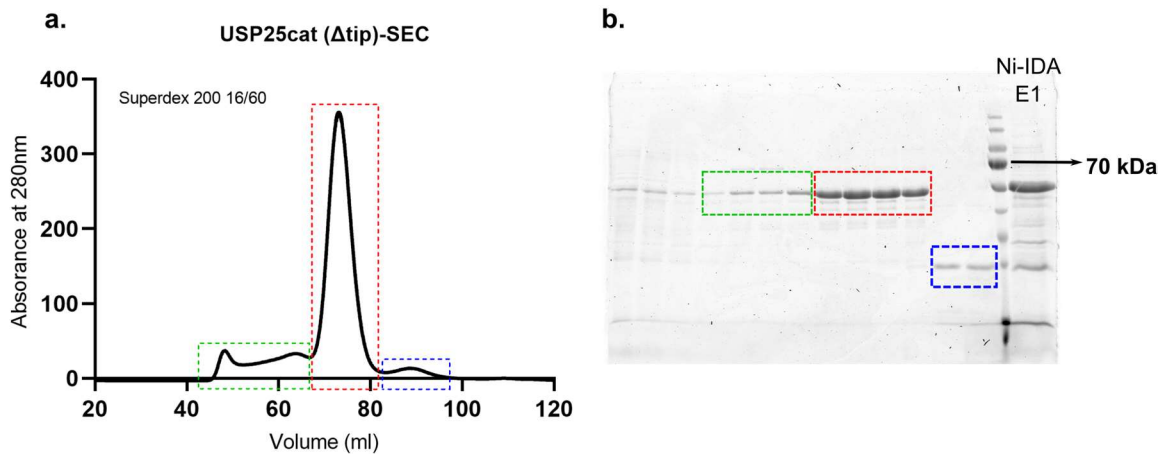 a.
USP25cat (Δtip)-SEC
Superdex 200 16/60
Absorance at 280nm
400
300
200
100
0
20 40 60 80 100 120
Volume (ml)
b.
Ni-IDA
E1
70 kDa